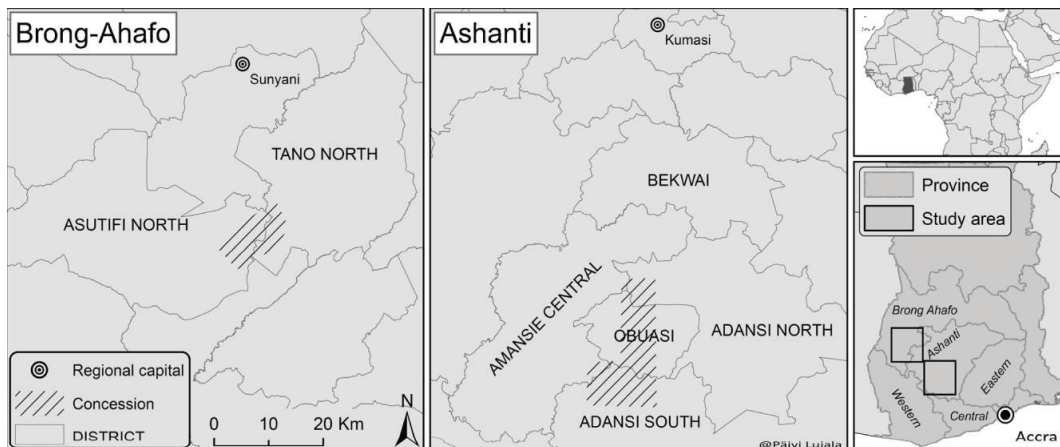 Brong-Ahafo
Sunyani
TANO NORTH
ASUTIFI NORTH
Regional capital
Concession
DISTRICT
0 10 20 Km
N
Ashanti
Kumasi
BEKWAI
AMANSIE CENTRAL
OBUASI
ADANSI NORTH
ADANSI SOUTH
@Päivi Lujala
Province
Study area
Brong Ahafo
Ashanti
Eastern
Western
Central
Accra